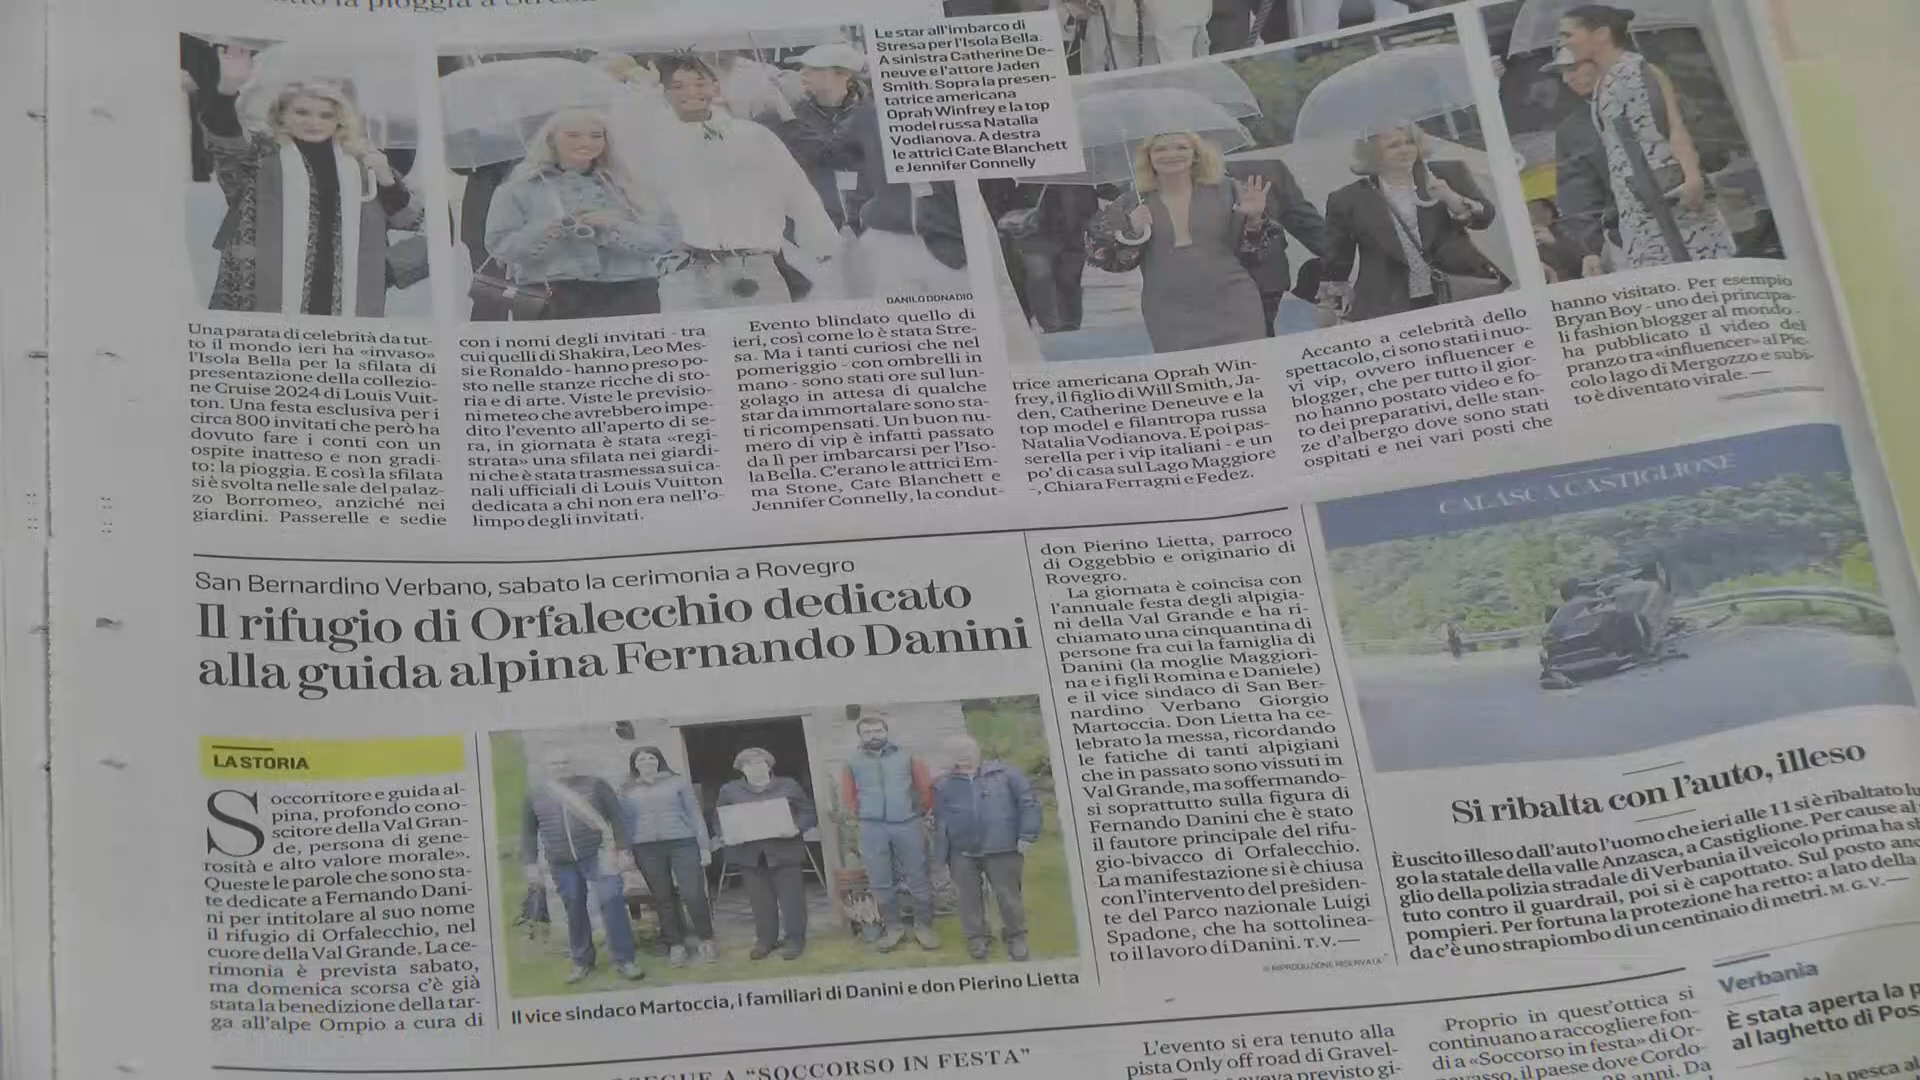 Le star all'imbarco di
Stresa per l'Isola Bella.
A sinistra Catherine De-
neuve e l'attore Jaden
Smith. Sopra la presen-
tatrice americana
Oprah Winfrey e la top
model russa Natalia
Vodianova. A destra
le attrici Cate Blanchett
e Jennifer Connelly
DANILO DONADIO
Una parata di celebrità da tut-
to il mondo ieri ha «invaso»
l'Isola Bella per la sfilata di
presentazione della collezio-
ne Cruise 2024 di Louis Vuit-
ton. Una festa esclusiva per i
circa 800 invitati che però ha
dovuto fare i conti con un
ospite inatteso e non gradi-
to: la pioggia. E così la sfilata
si è svolta nelle sale del palaz-
zo Borromeo, anziché nei
giardini. Passerelle e sedie
con i nomi degli invitati - tra
cui quelli di Shakira, Leo Mes-
si e Ronaldo - hanno preso po-
sto nelle stanze ricche di sto-
ria e di arte. Viste le previsio-
ni meteo che avrebbero impe-
dito l'evento all'aperto di se-
ra, in giornata è stata «regi-
strata» una sfilata nei giardi-
ni che è stata trasmessa sui ca-
nali ufficiali di Louis Vuitton
dedicata a chi non era nell'o-
limpo degli invitati.
Evento blindato quello di
ieri, così come lo è stata Stre-
sa. Ma i tanti curiosi che nel
pomeriggio - con ombrelli in
mano - sono stati ore sul lun-
golago in attesa di qualche
star da immortalare sono sta-
ti ricompensati. Un buon nu-
mero di vip è infatti passato
da lì per imbarcarsi per l'Iso-
la Bella. C'erano le attrici Em-
ma Stone, Cate Blanchett e
Jennifer Connelly, la condut-
trice americana Oprah Win-
frey, il figlio di Will Smith, Ja-
den, Catherine Deneuve e la
top model e filantropa russa
Natalia Vodianova. E poi pas-
serella per i vip italiani - e un
po' di casa sul Lago Maggiore
-, Chiara Ferragni e Fedez.
Accanto a celebrità dello
spettacolo, ci sono stati i nuo-
vi vip, ovvero influencer e
blogger, che per tutto il gior-
no hanno postato video e fo-
to dei preparativi, delle stan-
ze d'albergo dove sono stati
ospitati e nei vari posti che
hanno visitato. Per esempio
Bryan Boy - uno dei principa-
li fashion blogger al mondo -
ha pubblicato il video del
pranzo tra «influencer» al Pic-
colo lago di Mergozzo e subi-
to è diventato virale.—
San Bernardino Verbano, sabato la cerimonia a Rovegro
Il rifugio di Orfalecchio dedicato
alla guida alpina Fernando Danini
LA STORIA
Soccorritore e guida al-
pina, profondo cono-
scitore della Val Gran-
de, persona di gene-
rosità e alto valore morale».
Queste le parole che sono sta-
te dedicate a Fernando Dani-
ni per intitolare al suo nome
il rifugio di Orfalecchio, nel
cuore della Val Grande. La ce-
rimonia è prevista sabato,
ma domenica scorsa c'è già
stata la benedizione della tar-
ga all'alpe Ompio a cura di
Il vice sindaco Martoccia, i familiari di Danini e don Pierino Lietta
don Pierino Lietta, parroco
di Oggebbio e originario di
Rovegro.
La giornata è coincisa con
l'annuale festa degli alpigia-
ni della Val Grande e ha ri-
chiamato una cinquantina di
persone fra cui la famiglia di
Danini (la moglie Maggiori-
na e i figli Romina e Daniele)
e il vice sindaco di San Ber-
nardino Verbano Giorgio
Martoccia. Don Lietta ha ce-
lebrato la messa, ricordando
le fatiche di tanti alpigiani
che in passato sono vissuti in
Val Grande, ma soffermando-
si soprattutto sulla figura di
Fernando Danini che è stato
il fautore principale del rifu-
gio-bivacco di Orfalecchio.
La manifestazione si è chiusa
con l'intervento del presiden-
te del Parco nazionale Luigi
Spadone, che ha sottolinea-
to il lavoro di Danini. T. V.—
© RIPRODUZIONE RISERVATA
CALASCA CASTIGLIONE
Si ribalta con l'auto, illeso
È uscito illeso dall'auto l'uomo che ieri alle 11 si è ribaltato lu
go la statale della valle Anzasca, a Castiglione. Per cause al
glio della polizia stradale di Verbania il veicolo prima ha sb
tuto contro il guardrail, poi si è capottato. Sul posto anc
pompieri. Per fortuna la protezione ha retto: a lato della
da c'è uno strapiombo di un centinaio di metri. M. G. V.—
"SOCCORSO IN FESTA"
L'evento si era tenuto alla
pista Only off road di Gravel-
previsto gi-
Proprio in quest'ottica si
continuano a raccogliere fon-
di a «Soccorso in festa» di Or-
il paese dove Cordo-
anni. Da
Verbania
È stata aperta la p
al laghetto di Pos
la pesca al